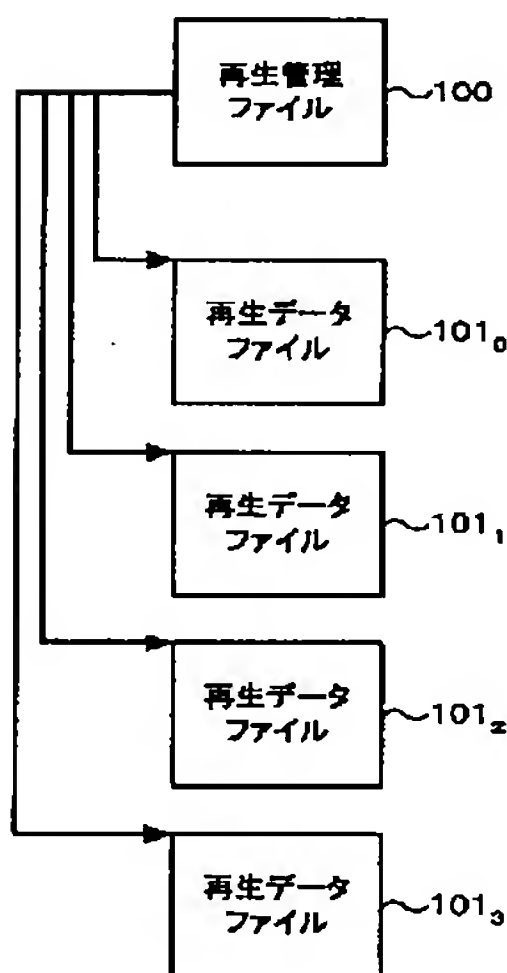 再生管理
ファイル
100
再生データ
ファイル
101₀
再生データ
ファイル
101₁
再生データ
ファイル
101₂
再生データ
ファイル
101₃